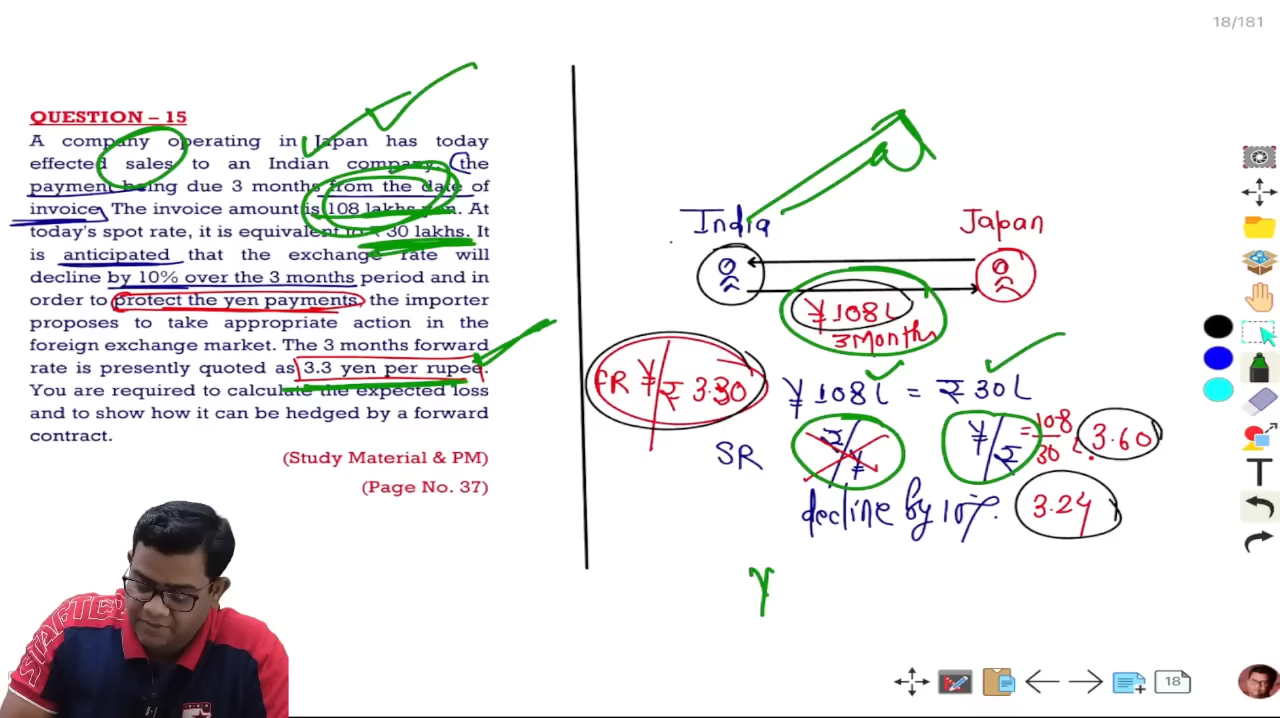 18/181
QUESTION – 15
A company operating in Japan has today
effected sales to an Indian company, the
payment being due 3 months from the date of
invoice. The invoice amount is 108 lakhs yen. At
today's spot rate, it is equivalent to ₹ 30 lakhs. It
is anticipated that the exchange rate will
decline by 10% over the 3 months period and in
order to protect the yen payments, the importer
proposes to take appropriate action in the
foreign exchange market. The 3 months forward
rate is presently quoted as 3.3 yen per rupee.
You are required to calculate the expected loss
and to show how it can be hedged by a forward
contract.
(Study Material & PM)
(Page No. 37)
India
Japan
¥ 108 L
3 Months
FR ¥/₹ 3.30
¥ 108 L = ₹ 30 L
SR ₹/¥ ¥/₹ = 108/30 3.60
decline by 10%. 3.24
¥
STARTER
T
18